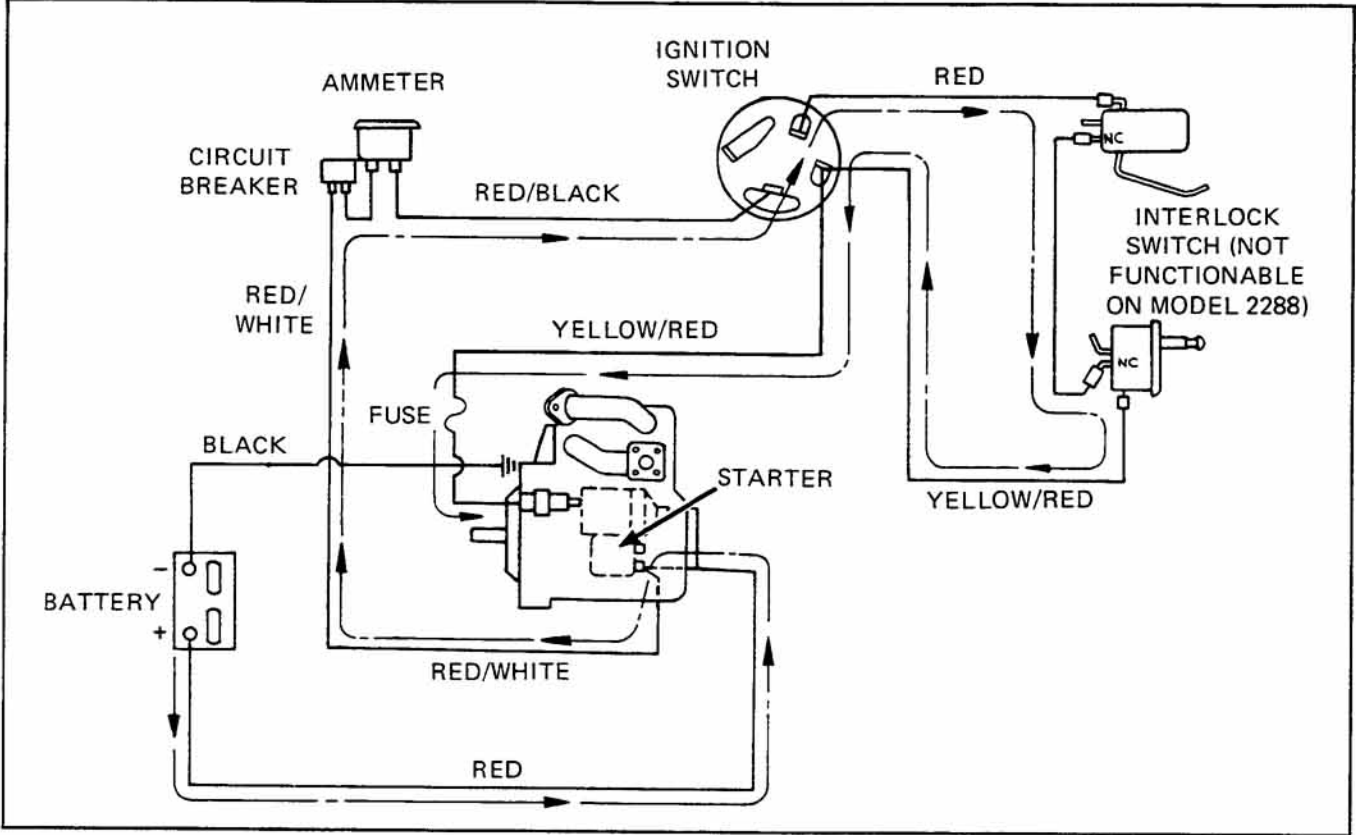 IGNITION
SWITCH
RED
AMMETER
CIRCUIT
BREAKER
NC
RED/BLACK
NC
INTERLOCK
SWITCH (NOT
FUNCTIONABLE
ON MODEL 2288)
RED/
WHITE
YELLOW/RED
FUSE
BLACK
STARTER
YELLOW/RED
BATTERY
-
+
RED/WHITE
RED